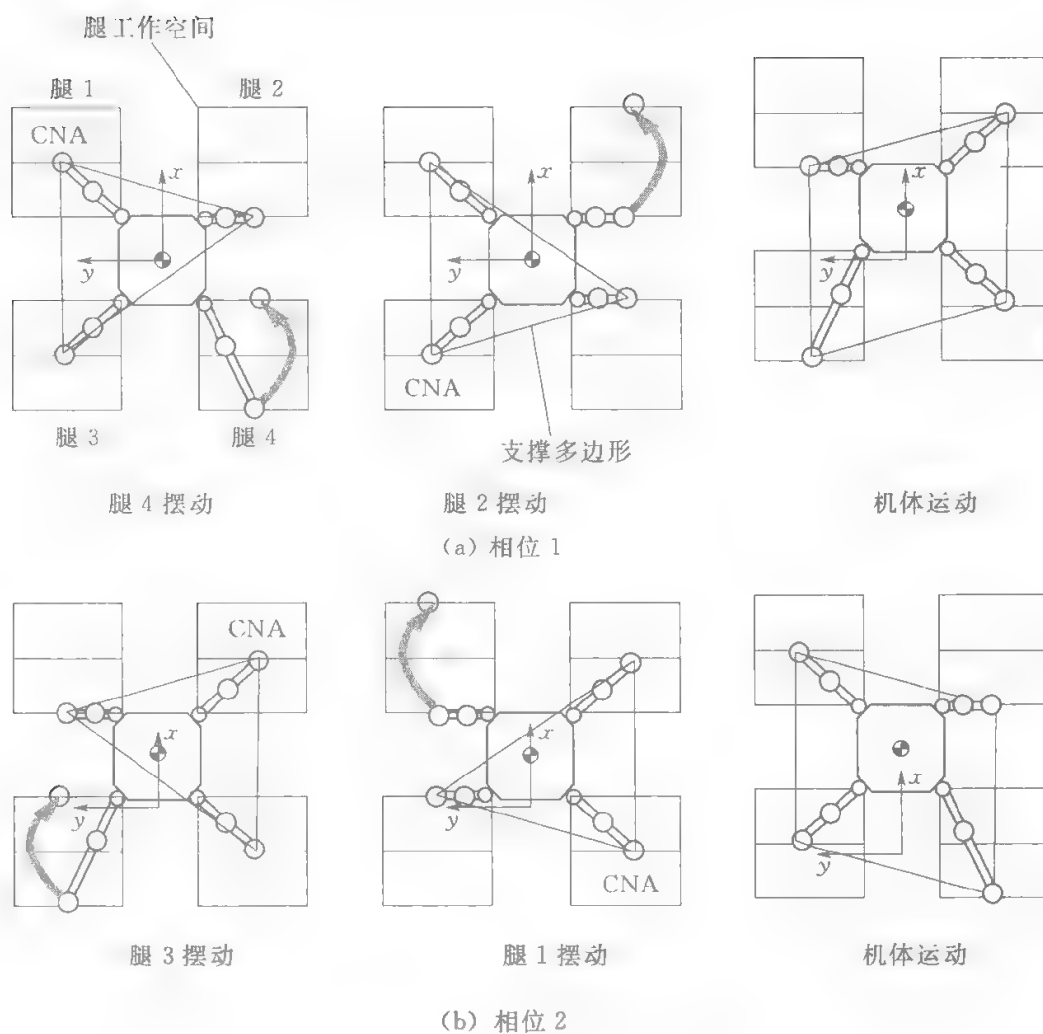 腿工作空间
腿 1
腿 2
CNA
x
y
腿 3
腿 4
腿 4 摆动
x
y
CNA
支撑多边形
腿 2 摆动
x
y
机体运动
(a) 相位 1
CNA
x
y
腿 3 摆动
x
y
CNA
腿 1 摆动
x
y
机体运动
(b) 相位 2